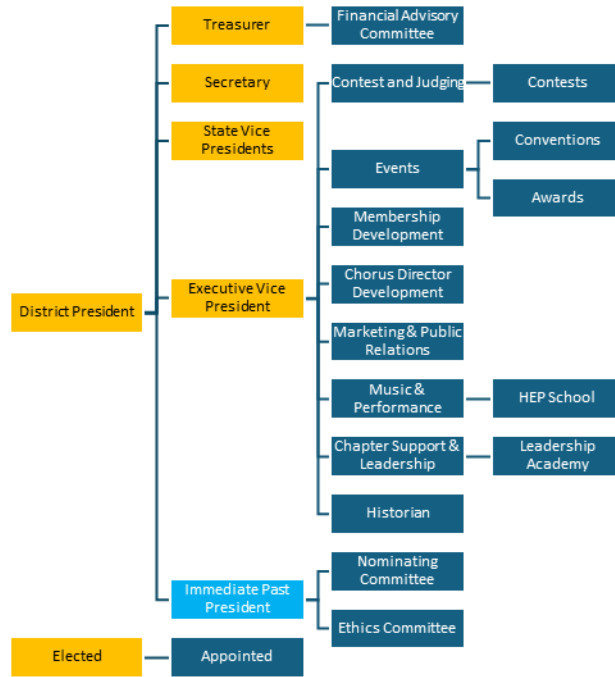 Treasurer
Financial Advisory
Committee
Secretary
Contest and Judging
Contests
State Vice
Presidents
Conventions
Events
Awards
Membership
Development
Chorus Director
Development
District President
Executive Vice
President
Marketing & Public
Relations
Music &
Performance
HEP School
Chapter Support &
Leadership
Leadership
Academy
Historian
Immediate Past
President
Nominating
Committee
Ethics Committee
Elected
Appointed